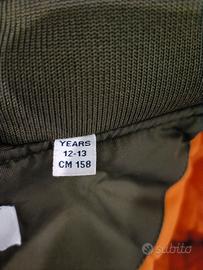 YEARS
12-13
CM 158
subito